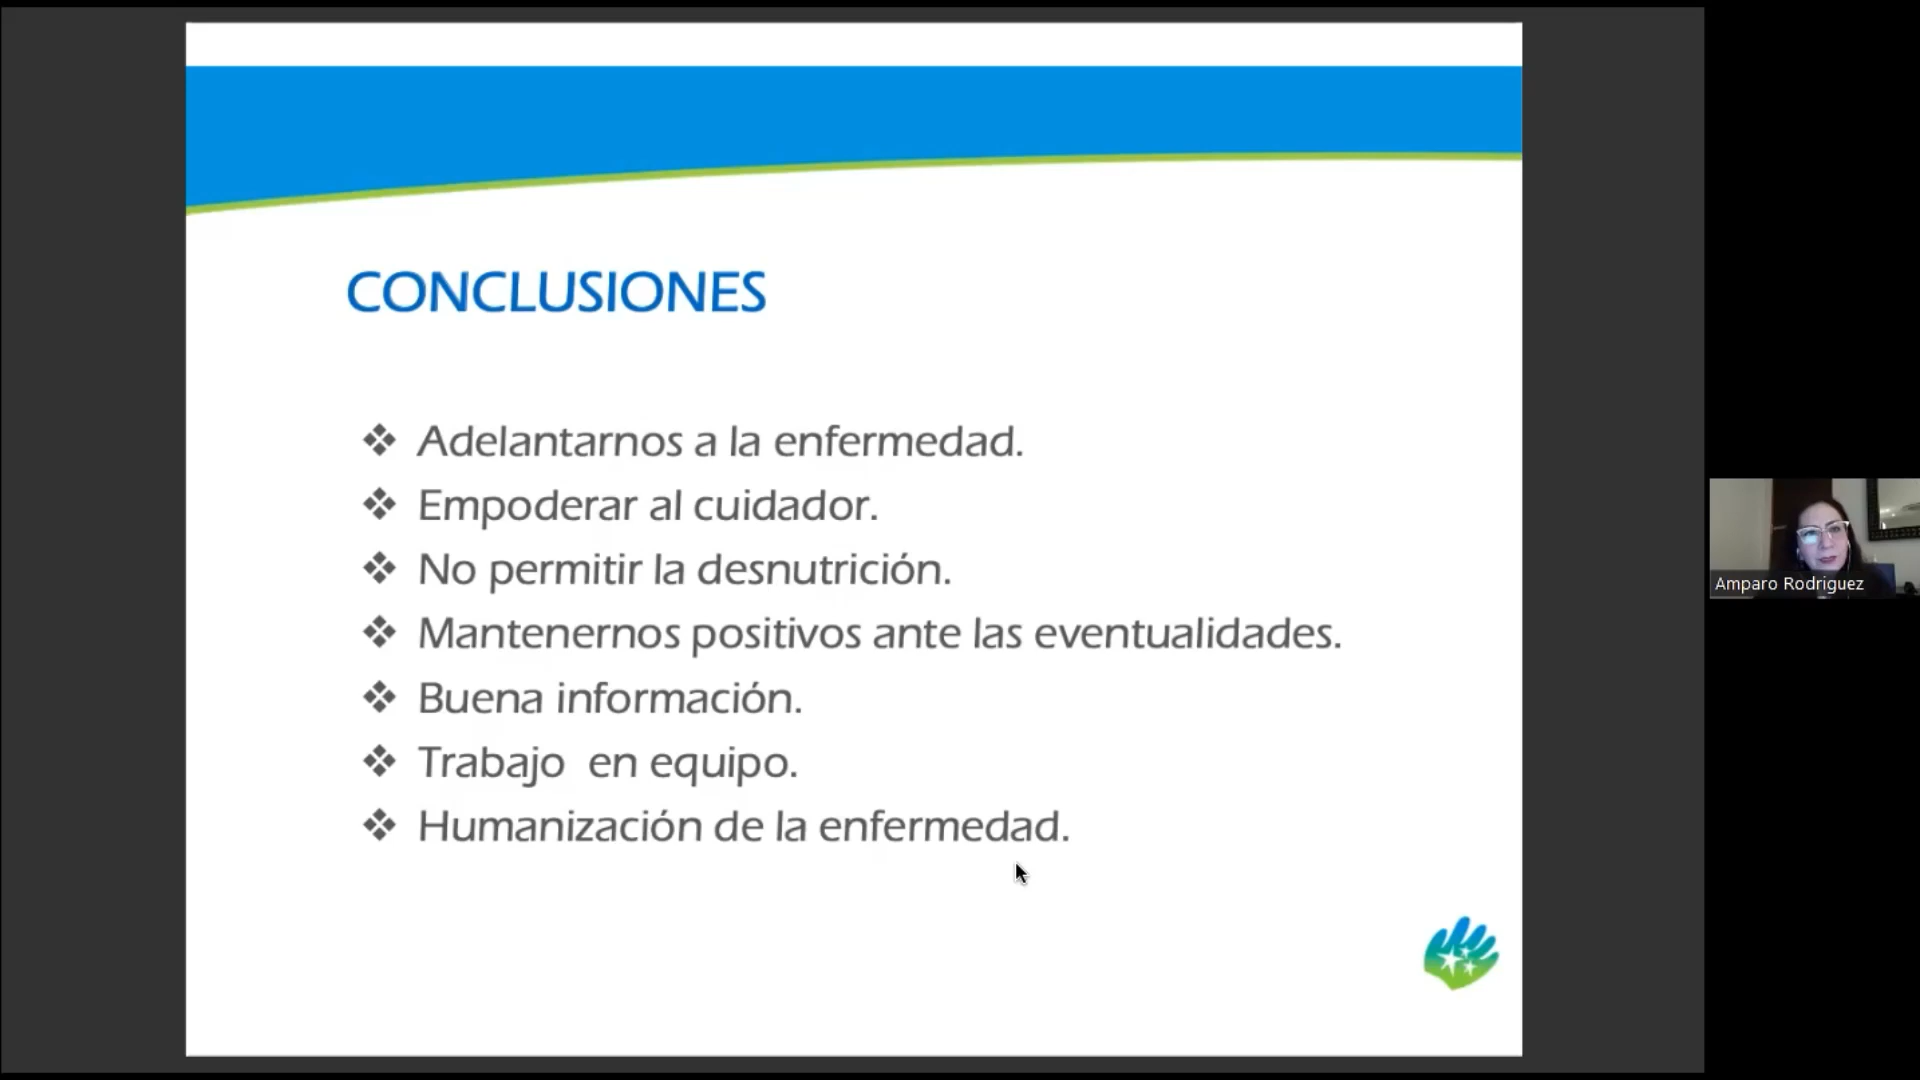 CONCLUSIONES
❖ Adelantarnos a la enfermedad.
❖ Empoderar al cuidador.
❖ No permitir la desnutrición.
❖ Mantenernos positivos ante las eventualidades.
❖ Buena información.
❖ Trabajo  en equipo.
❖ Humanización de la enfermedad.
Amparo Rodriguez